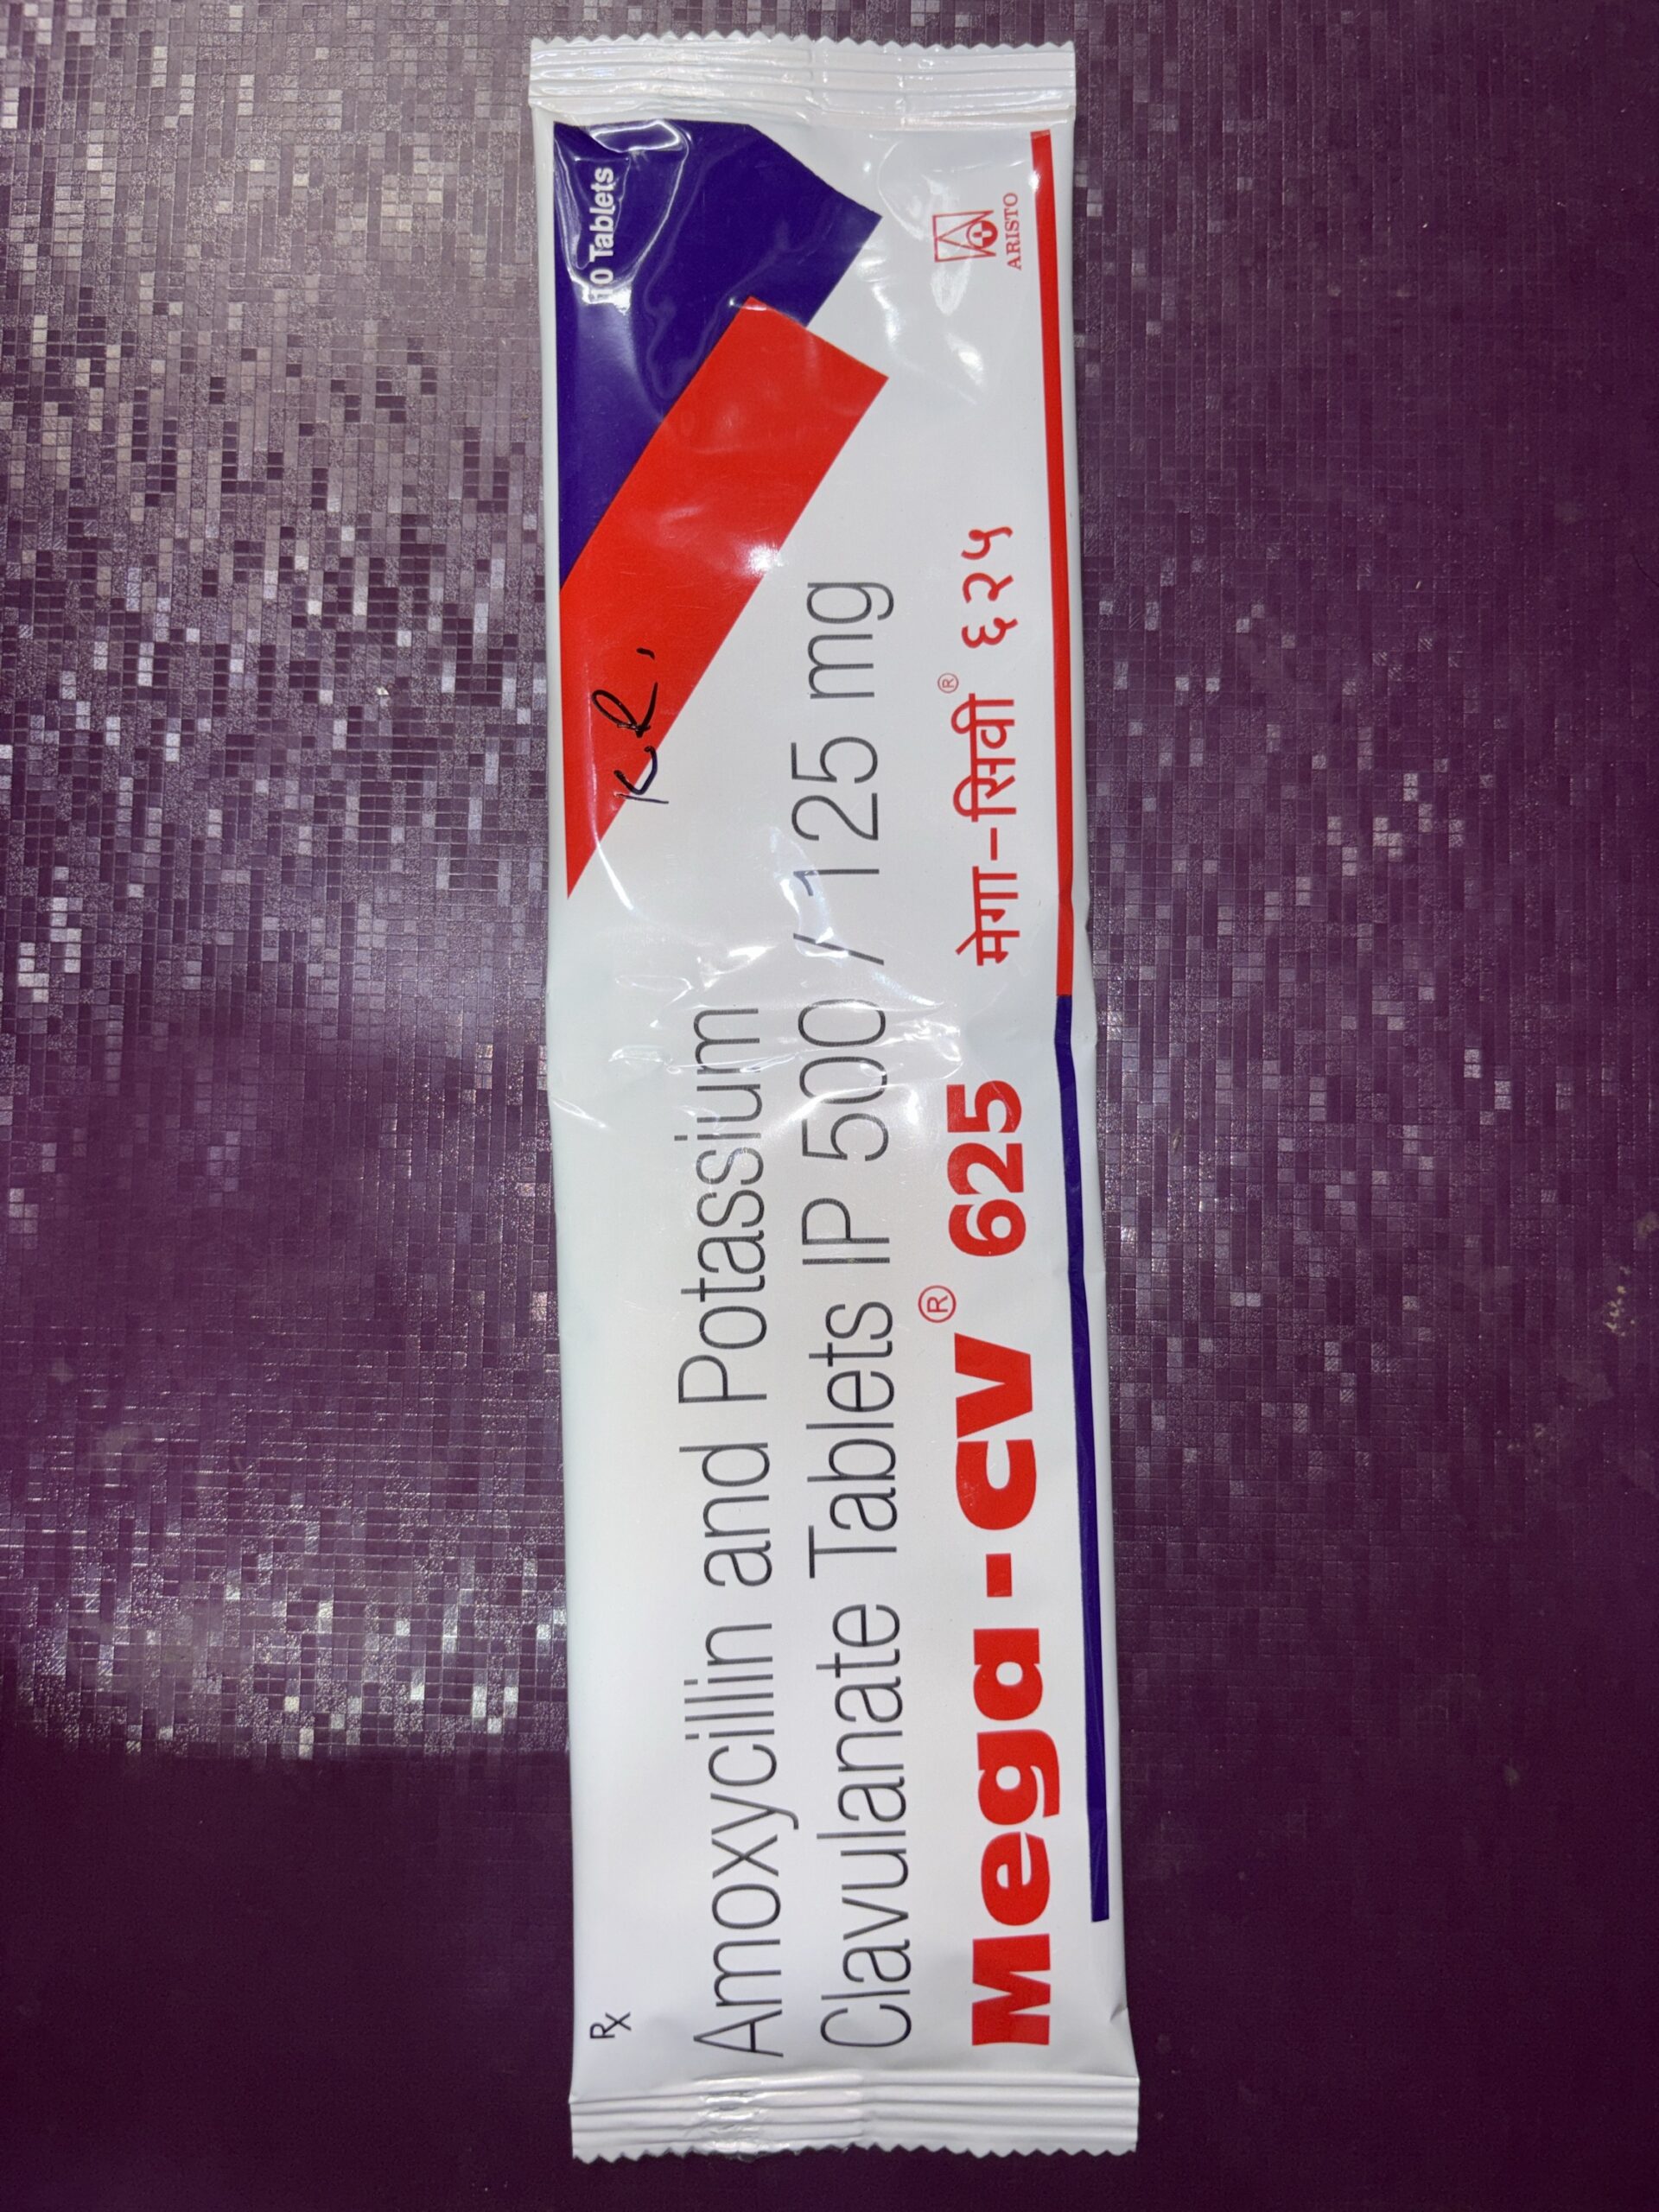 Rx
10 Tablets
Amoxycillin and Potassium
Clavulanate Tablets IP 500 / 125 mg
Mega-CV® 625 मेगा-सिवी® ६२५
ARISTO